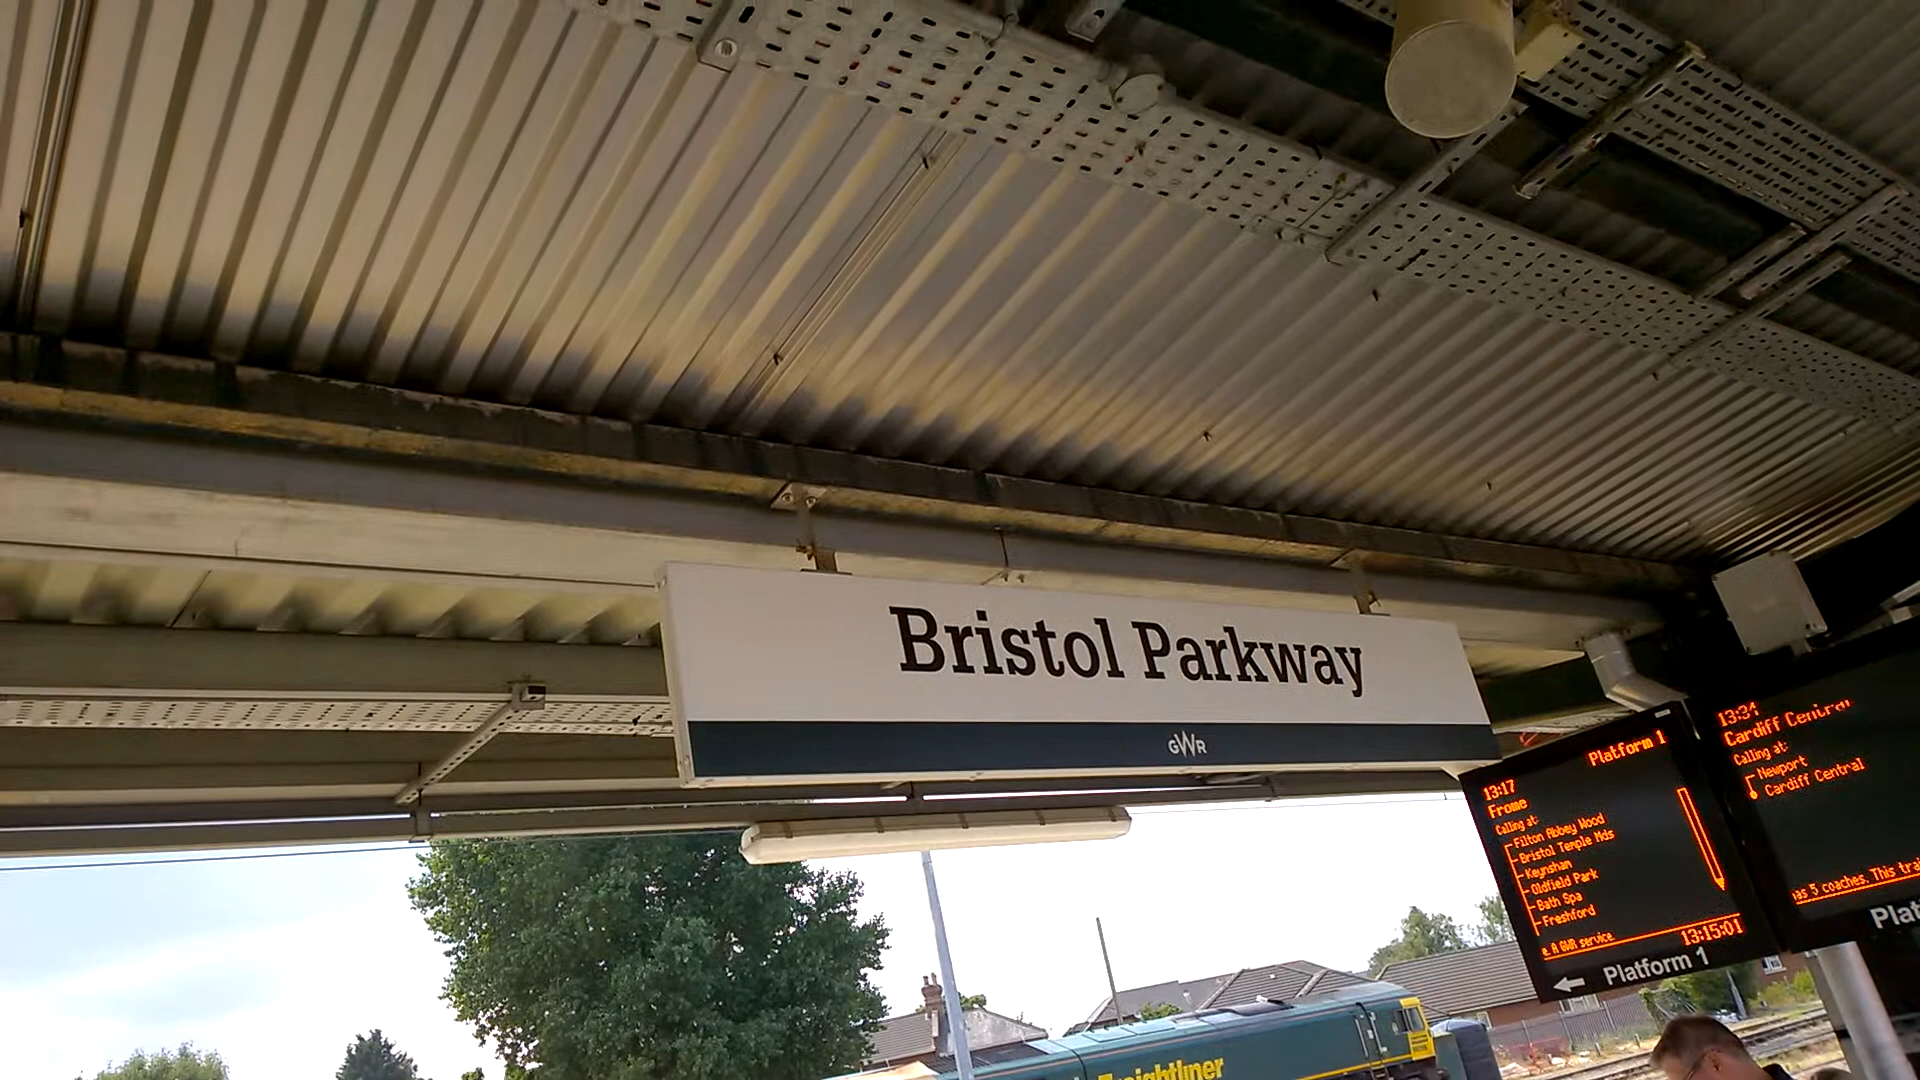 Bristol Parkway
GWR
Platform 1
13:17
Frome
Calling at:
Filton Abbey Wood
Bristol Temple Mds
Keynsham
Oldfield Park
Bath Spa
Freshford
A GWR service
13:15:01
Platform 1
13:34
Cardiff Central
Calling at:
Newport
Cardiff Central
has 5 coaches. This
Freightliner